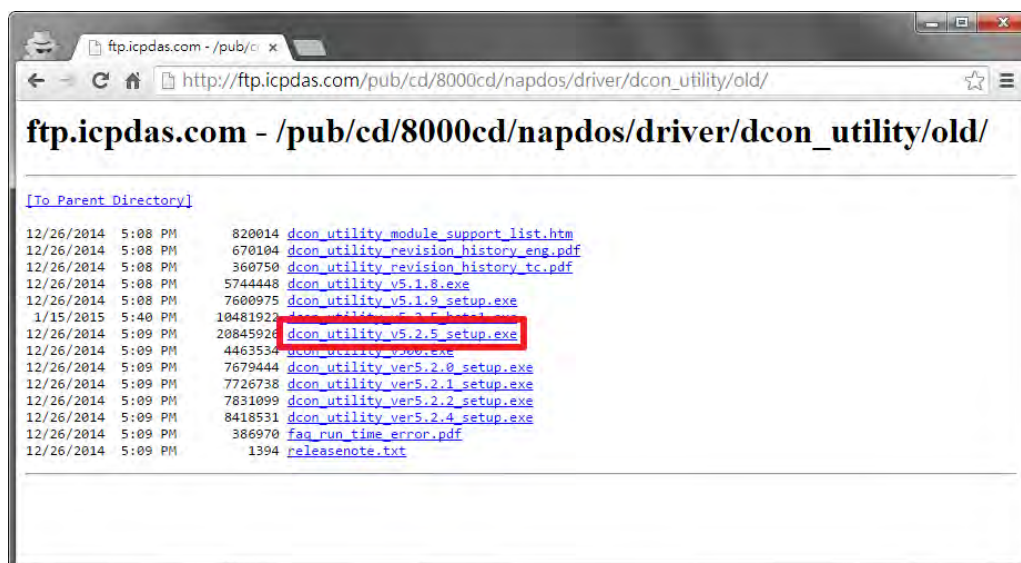 ftp.icpdas.com - /pub/c
http://ftp.icpdas.com/pub/cd/8000cd/napdos/driver/dcon_utility/old/
ftp.icpdas.com - /pub/cd/8000cd/napdos/driver/dcon_utility/old/
[To Parent Directory]
12/26/2014 5:08 PM 820014 dcon_utility_module_support_list.htm
12/26/2014 5:08 PM 670104 dcon_utility_revision_history_eng.pdf
12/26/2014 5:08 PM 360750 dcon_utility_revision_history_tc.pdf
12/26/2014 5:08 PM 5744448 dcon_utility_v5.1.8.exe
12/26/2014 5:08 PM 7600975 dcon_utility_v5.1.9_setup.exe
1/15/2015 5:40 PM 10481922 dcon_utility_v5.2.5_beta1.exe
12/26/2014 5:09 PM 20845926 dcon_utility_v5.2.5_setup.exe
12/26/2014 5:09 PM 4463534 dcon_utility_v500.exe
12/26/2014 5:09 PM 7679444 dcon_utility_ver5.2.0_setup.exe
12/26/2014 5:09 PM 7726738 dcon_utility_ver5.2.1_setup.exe
12/26/2014 5:09 PM 7831099 dcon_utility_ver5.2.2_setup.exe
12/26/2014 5:09 PM 8418531 dcon_utility_ver5.2.4_setup.exe
12/26/2014 5:09 PM 386970 faq_run_time_error.pdf
12/26/2014 5:09 PM 1394 releasenote.txt